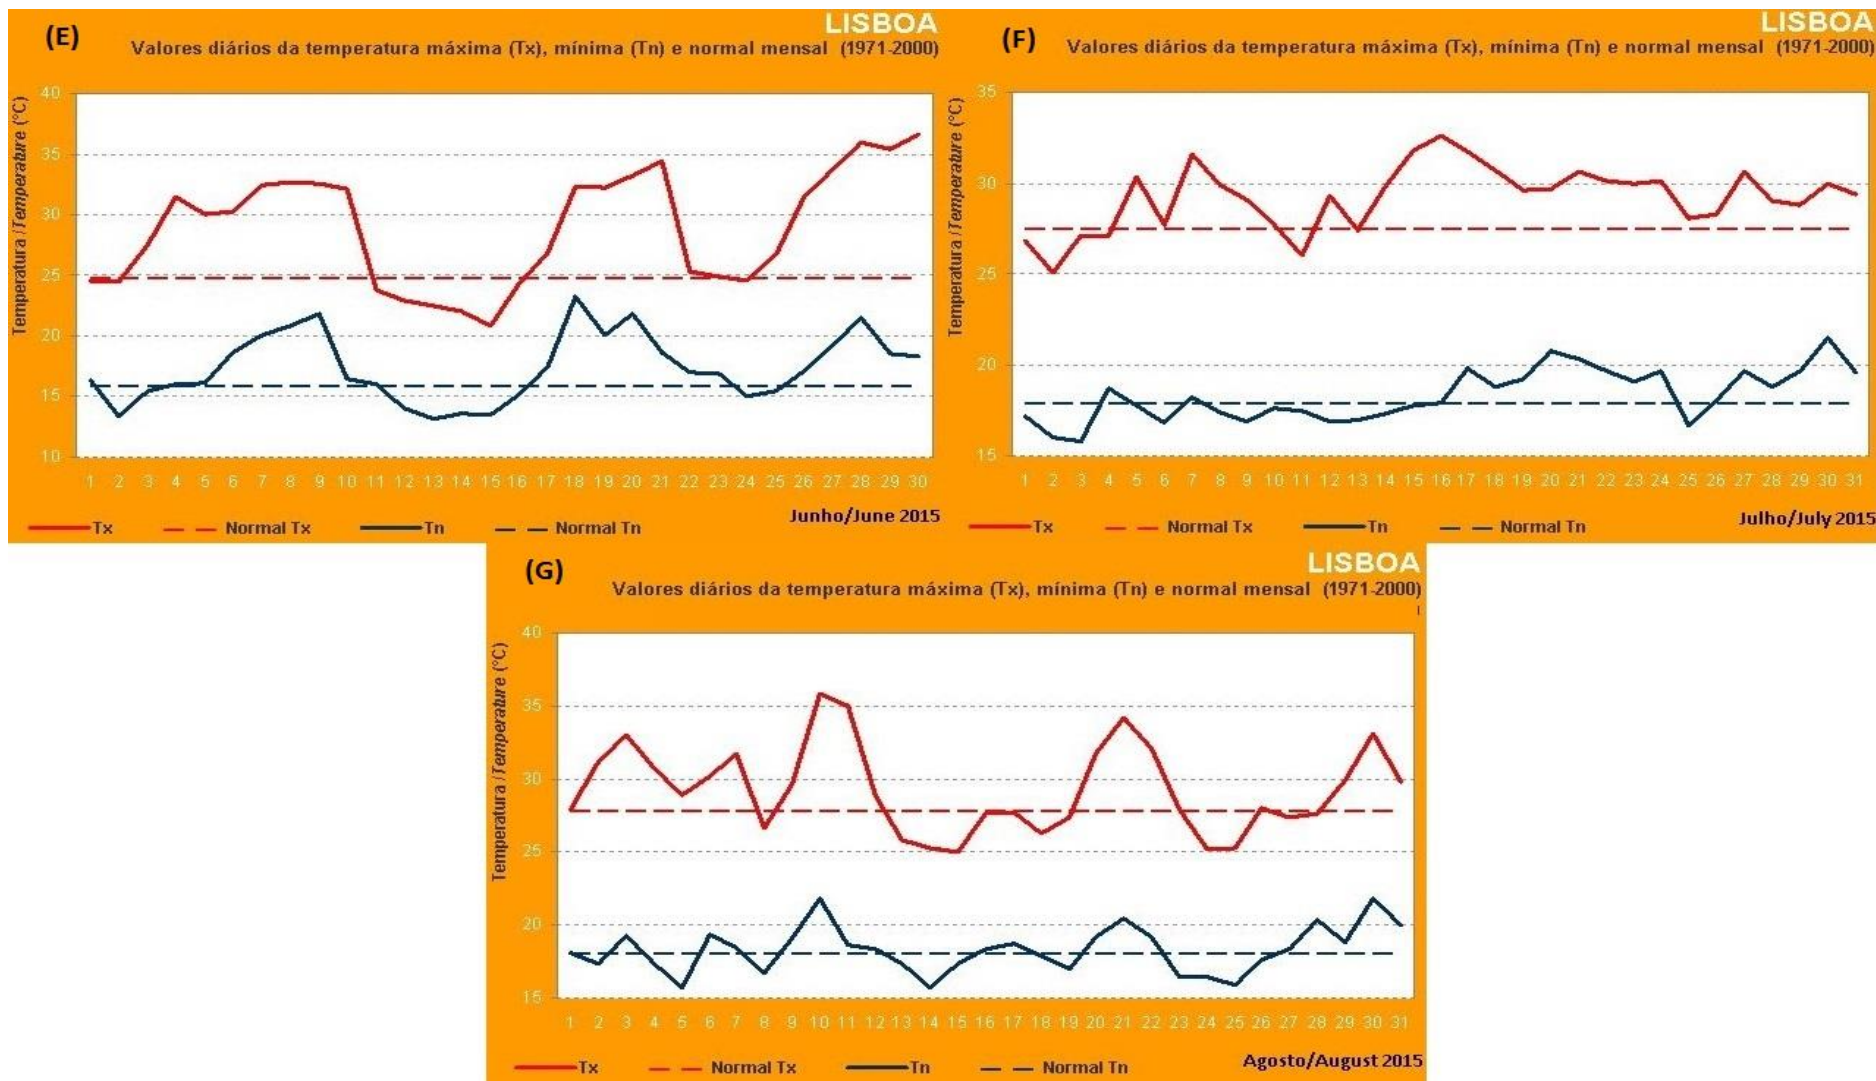 LISBOA
(E)
Valores diários da temperatura máxima (Tx), mínima (Tn) e normal mensal (1971-2000)
Temperatura /Temperature (°C)
40
35
30
25
20
15
10
1 2 3 4 5 6 7 8 9 10 11 12 13 14 15 16 17 18 19 20 21 22 23 24 25 26 27 28 29 30
Junho/June 2015
Tx Normal Tx Tn Normal Tn
LISBOA
(F)
Valores diários da temperatura máxima (Tx), mínima (Tn) e normal mensal (1971-2000)
Temperatura /Temperature (°C)
35
30
25
20
15
1 2 3 4 5 6 7 8 9 10 11 12 13 14 15 16 17 18 19 20 21 22 23 24 25 26 27 28 29 30 31
Julho/July 2015
Tx Normal Tx Tn Normal Tn
LISBOA
(G)
Valores diários da temperatura máxima (Tx), mínima (Tn) e normal mensal (1971-2000)
Temperatura /Temperature (°C)
40
35
30
25
20
15
1 2 3 4 5 6 7 8 9 10 11 12 13 14 15 16 17 18 19 20 21 22 23 24 25 26 27 28 29 30 31
Agosto/August 2015
Tx Normal Tx Tn Normal Tn